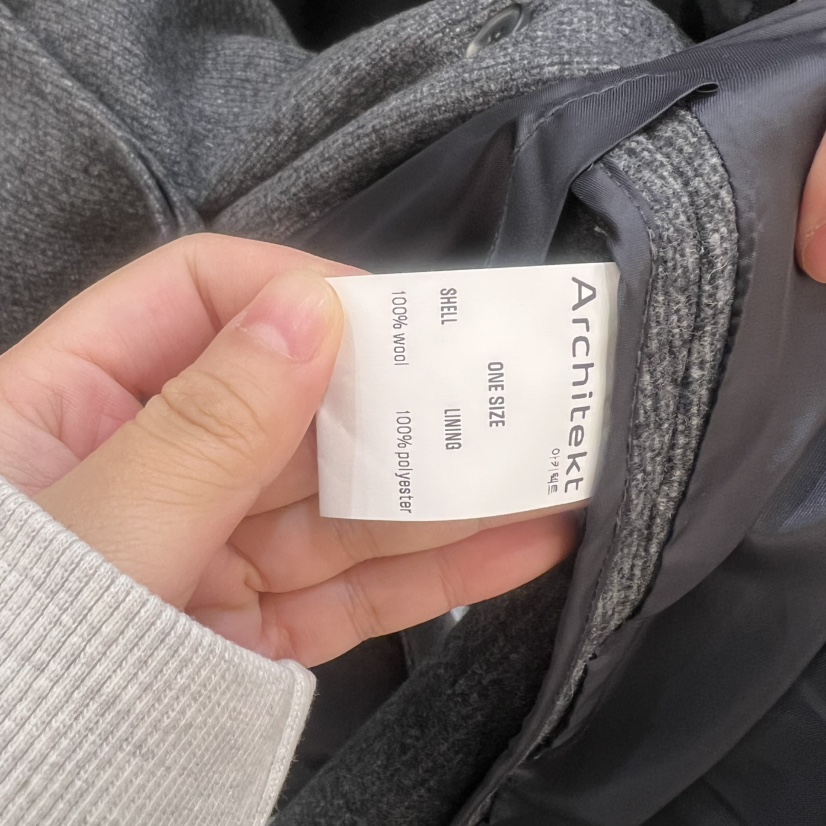 Architekt
아키텍트
ONE SIZE
SHELL LINING
100% wool 100% polyester